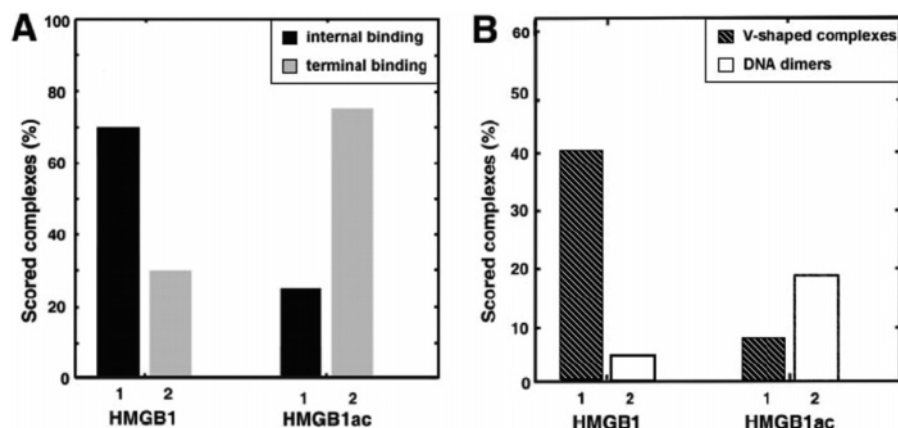 A
Scored complexes (%)
100
80
60
40
20
0
internal binding
terminal binding
1 2 1 2
HMGB1 HMGB1ac
B
Scored complexes (%)
60
50
40
30
20
10
0
V-shaped complexes
DNA dimers
1 2 1 2
HMGB1 HMGB1ac